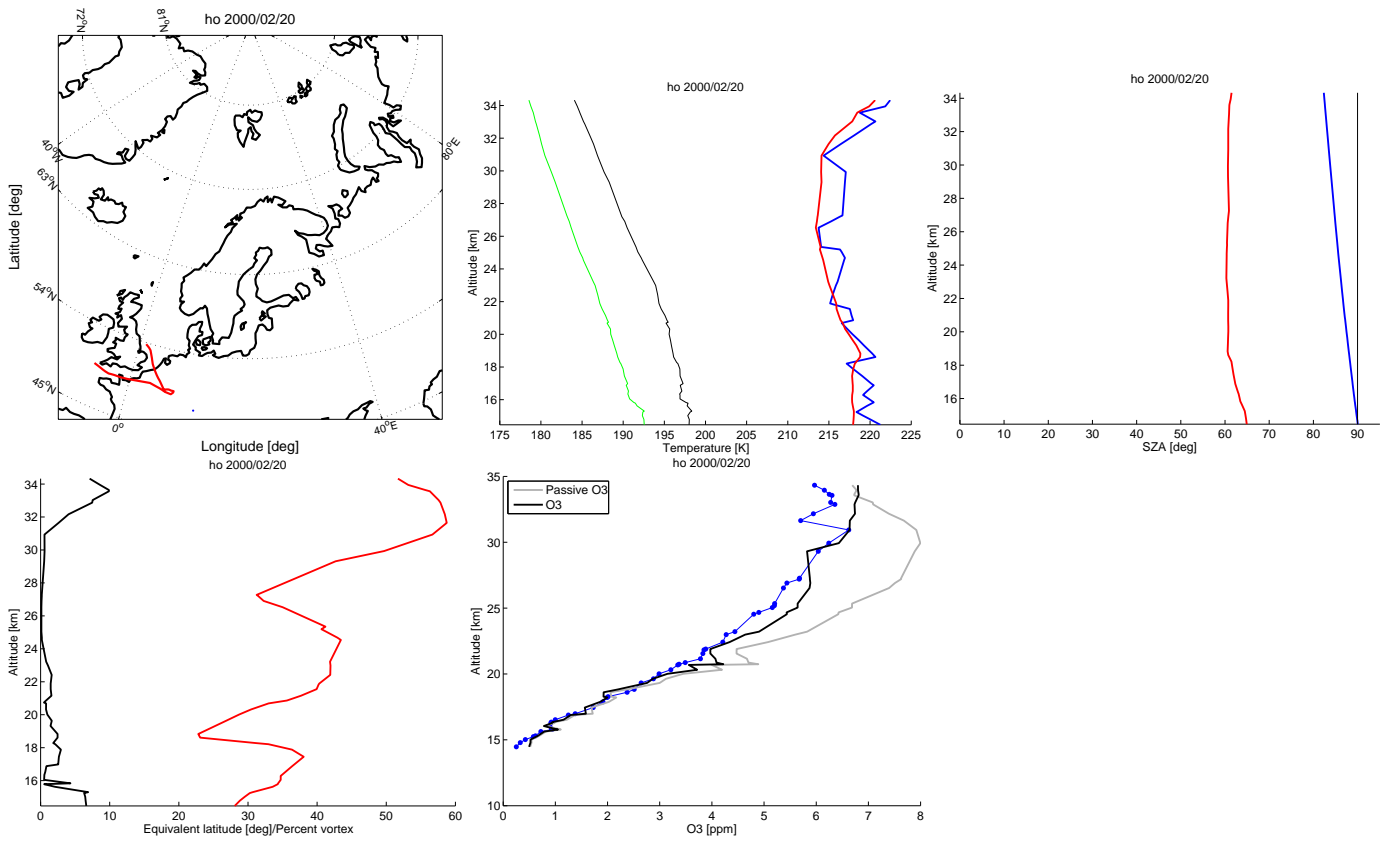 ho 2000/02/20
72°N
81°N
40°W
63°N
54°N
45°N
0°
40°E
80°E
Latitude [deg]
Longitude [deg]
ho 2000/02/20
Altitude [km]
34
32
30
28
26
24
22
20
18
16
175 180 185 190 195 200 205 210 215 220 225
Temperature [K]
ho 2000/02/20
Altitude [km]
34
32
30
28
26
24
22
20
18
16
0 10 20 30 40 50 60 70 80 90
SZA [deg]
ho 2000/02/20
Altitude [km]
34
32
30
28
26
24
22
20
18
16
0 10 20 30 40 50 60
Equivalent latitude [deg]/Percent vortex
ho 2000/02/20
Passive O3
O3
Altitude [km]
35
30
25
20
15
10
0 1 2 3 4 5 6 7 8
O3 [ppm]